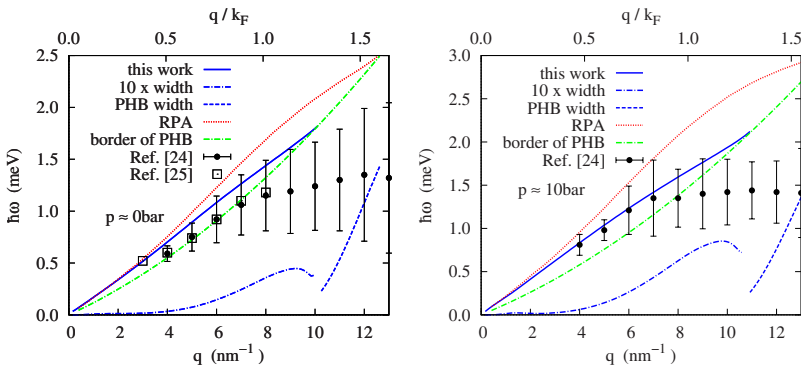 q / k_F
0.0 0.5 1.0 1.5
2.5
2.0
1.5
1.0
0.5
0.0
ħω (meV)
this work
10 x width
PHB width
RPA
border of PHB
Ref. [24]
Ref. [25]
p ≈ 0bar
0 2 4 6 8 10 12
q (nm⁻¹)
q / k_F
0.0 0.5 1.0 1.5
3.0
2.5
2.0
1.5
1.0
0.5
0.0
ħω (meV)
this work
10 x width
PHB width
RPA
border of PHB
Ref. [24]
p ≈ 10bar
0 2 4 6 8 10 12
q (nm⁻¹)